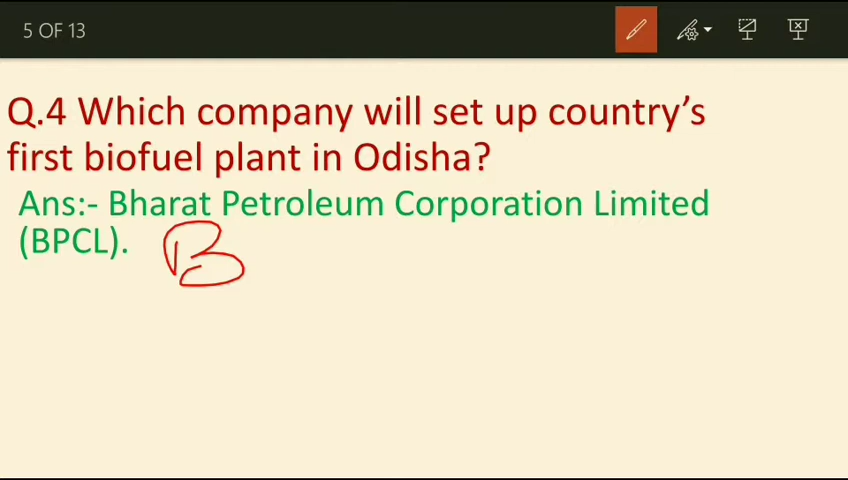 5 OF 13
Q.4 Which company will set up country's
first biofuel plant in Odisha?
Ans:- Bharat Petroleum Corporation Limited
(BPCL).
B